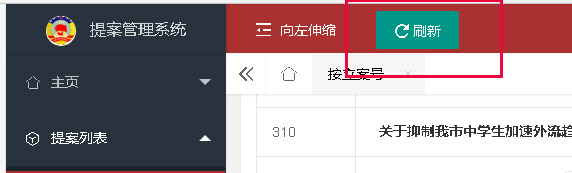 提案管理系统
向左伸缩
刷新
主页
按立案号
提案列表
310
关于抑制我市中学生加速外流趋